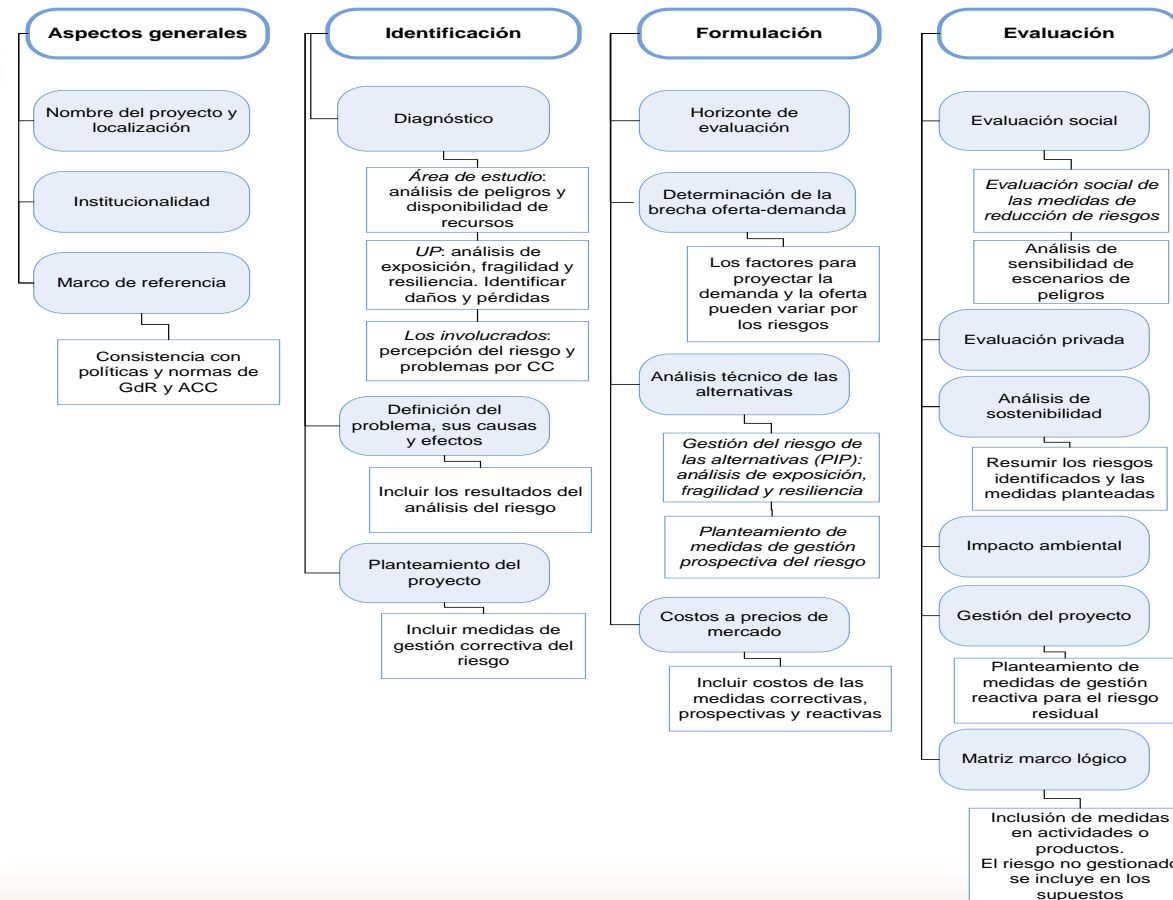 Aspectos generales
Nombre del proyecto y
localización
Institucionalidad
Marco de referencia
Consistencia con
políticas y normas de
GdR y ACC
Identificación
Diagnóstico
Área de estudio:
análisis de peligros y
disponibilidad de
recursos
UP: análisis de
exposición, fragilidad y
resiliencia. Identificar
daños y pérdidas
Los involucrados:
percepción del riesgo y
problemas por CC
Definición del
problema, sus causas
y efectos
Incluir los resultados del
análisis del riesgo
Planteamiento del
proyecto
Incluir medidas de
gestión correctiva del
riesgo
Formulación
Horizonte de
evaluación
Determinación de la
brecha oferta-demanda
Los factores para
proyectar la
demanda y la oferta
pueden variar por
los riesgos
Análisis técnico de las
alternativas
Gestión del riesgo de
las alternativas (PIP):
análisis de exposición,
fragilidad y resiliencia
Planteamiento de
medidas de gestión
prospectiva del riesgo
Costos a precios de
mercado
Incluir costos de las
medidas correctivas,
prospectivas y reactivas
Evaluación
Evaluación social
Evaluación social de
las medidas de
reducción de riesgos
Análisis de
sensibilidad de
escenarios de
peligros
Evaluación privada
Análisis de
sostenibilidad
Resumir los riesgos
identificados y las
medidas planteadas
Impacto ambiental
Gestión del proyecto
Planteamiento de
medidas de gestión
reactiva para el riesgo
residual
Matriz marco lógico
Inclusión de medidas
en actividades o
productos.
El riesgo no gestionado
se incluye en los
supuestos